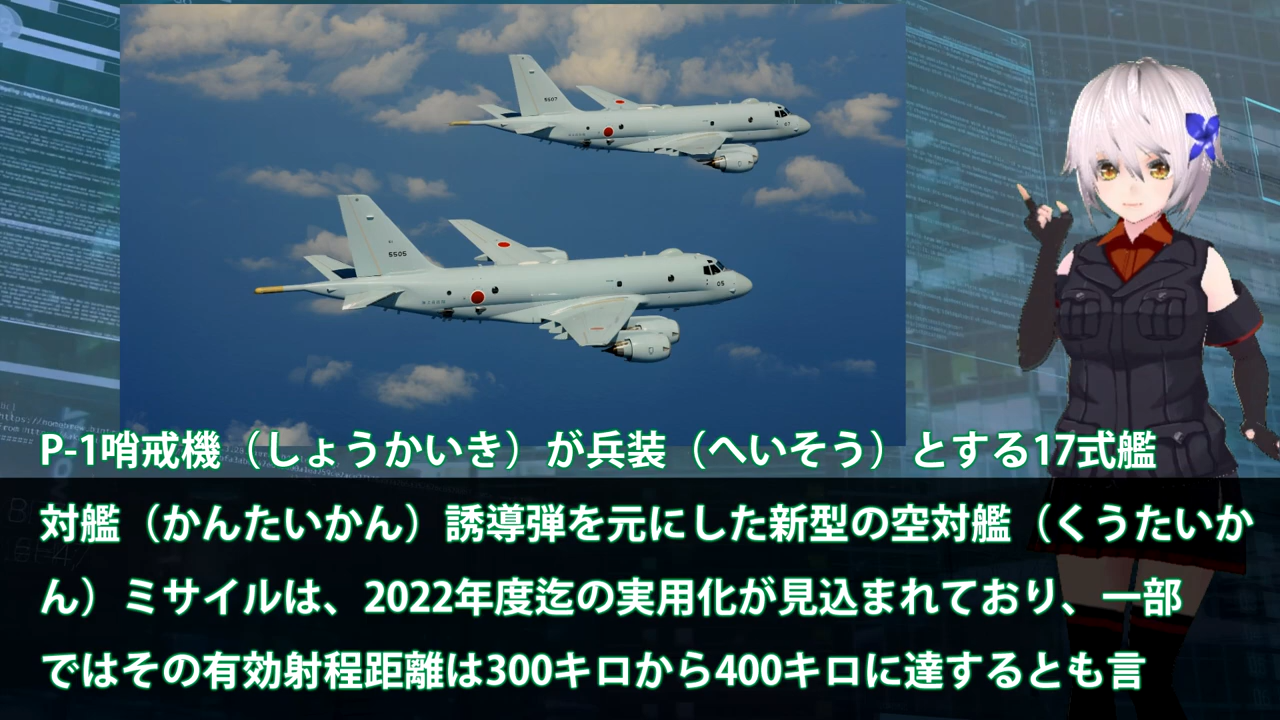 5507
07
5505
05
P-1哨戒機（しょうかいき）が兵装（へいそう）とする17式艦
対艦（かんたいかん）誘導弾を元にした新型の空対艦（くうたいか
ん）ミサイルは、2022年度迄の実用化が見込まれており、一部
ではその有効射程距離は300キロから400キロに達するとも言